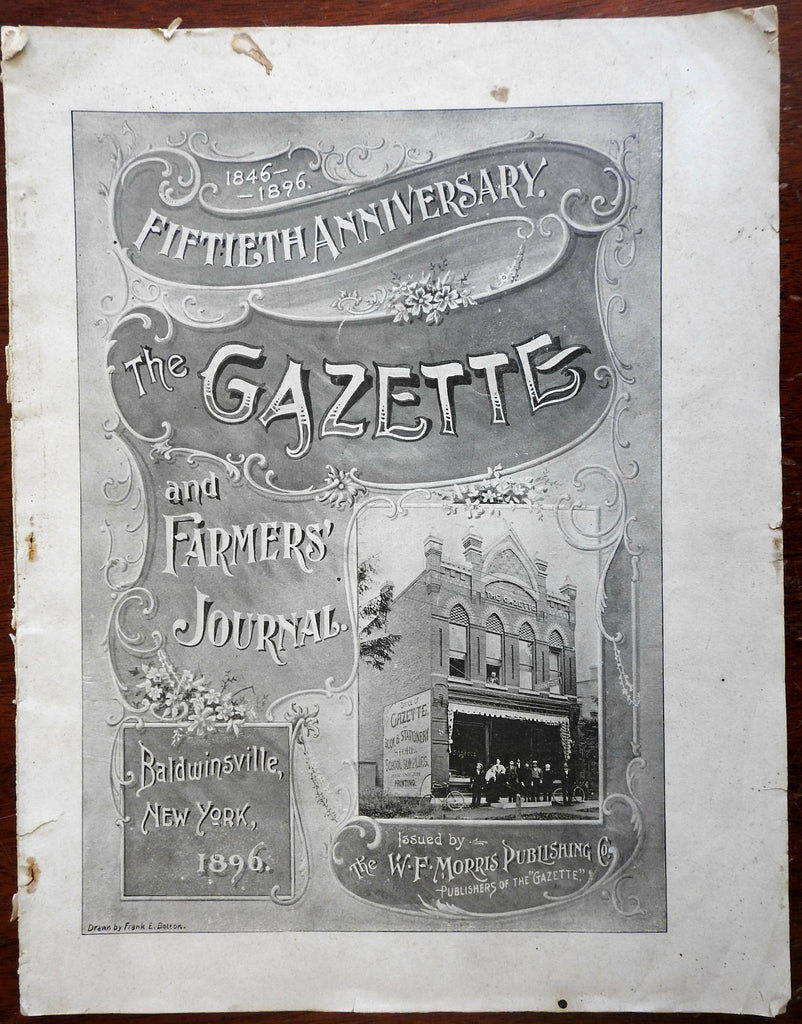 1846–
–1896.
FIFTIETH ANNIVERSARY.
The GAZETTE
and
FARMERS'
JOURNAL.
THE GAZETTE
OFFICE OF
GAZETTE.
BOOK & STATIONERY
STORE
SCHOOL SUPPLIES.
PRINTING.
Baldwinsville,
NEW YORK,
1896.
Issued by
The W.F. MORRIS PUBLISHING Co.
PUBLISHERS OF THE "GAZETTE"
Drawn by Frank E. Bolton.